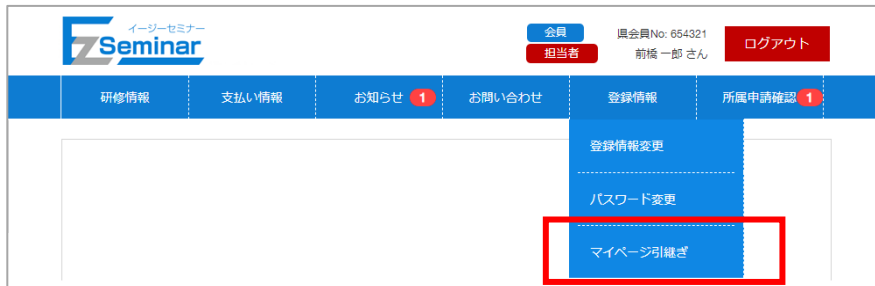 イージーセミナー
EzSeminar
会員
担当者
県会員No: 654321
前橋 一郎 さん
ログアウト
研修情報 支払い情報 お知らせ 1 お問い合わせ 登録情報 所属申請確認 1
登録情報変更
パスワード変更
マイページ引継ぎ